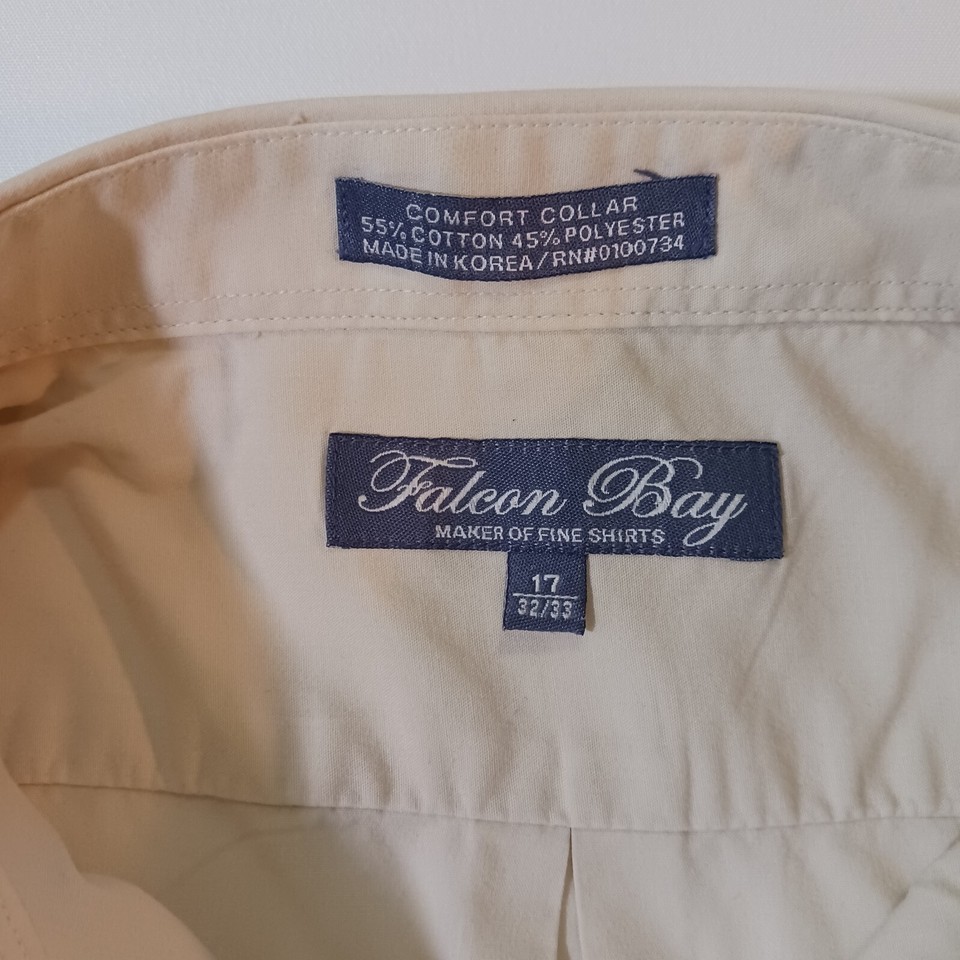 COMFORT COLLAR
55% COTTON 45% POLYESTER
MADE IN KOREA/RN#0100734
Falcon Bay
MAKER OF FINE SHIRTS
17
32/33